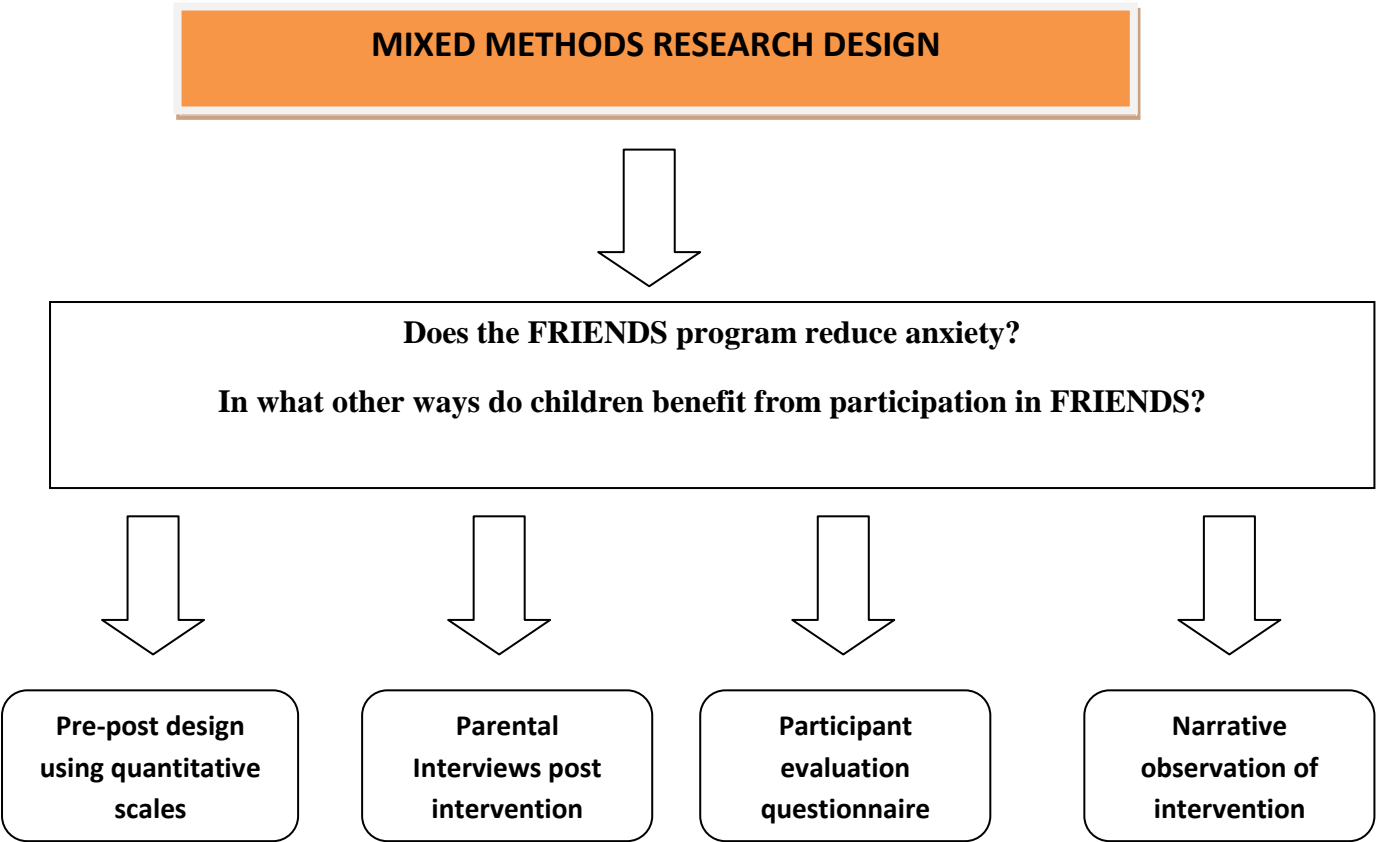 MIXED METHODS RESEARCH DESIGN
Does the FRIENDS program reduce anxiety?
In what other ways do children benefit from participation in FRIENDS?
Pre-post design
using quantitative
scales
Parental
Interviews post
intervention
Participant
evaluation
questionnaire
Narrative
observation of
intervention